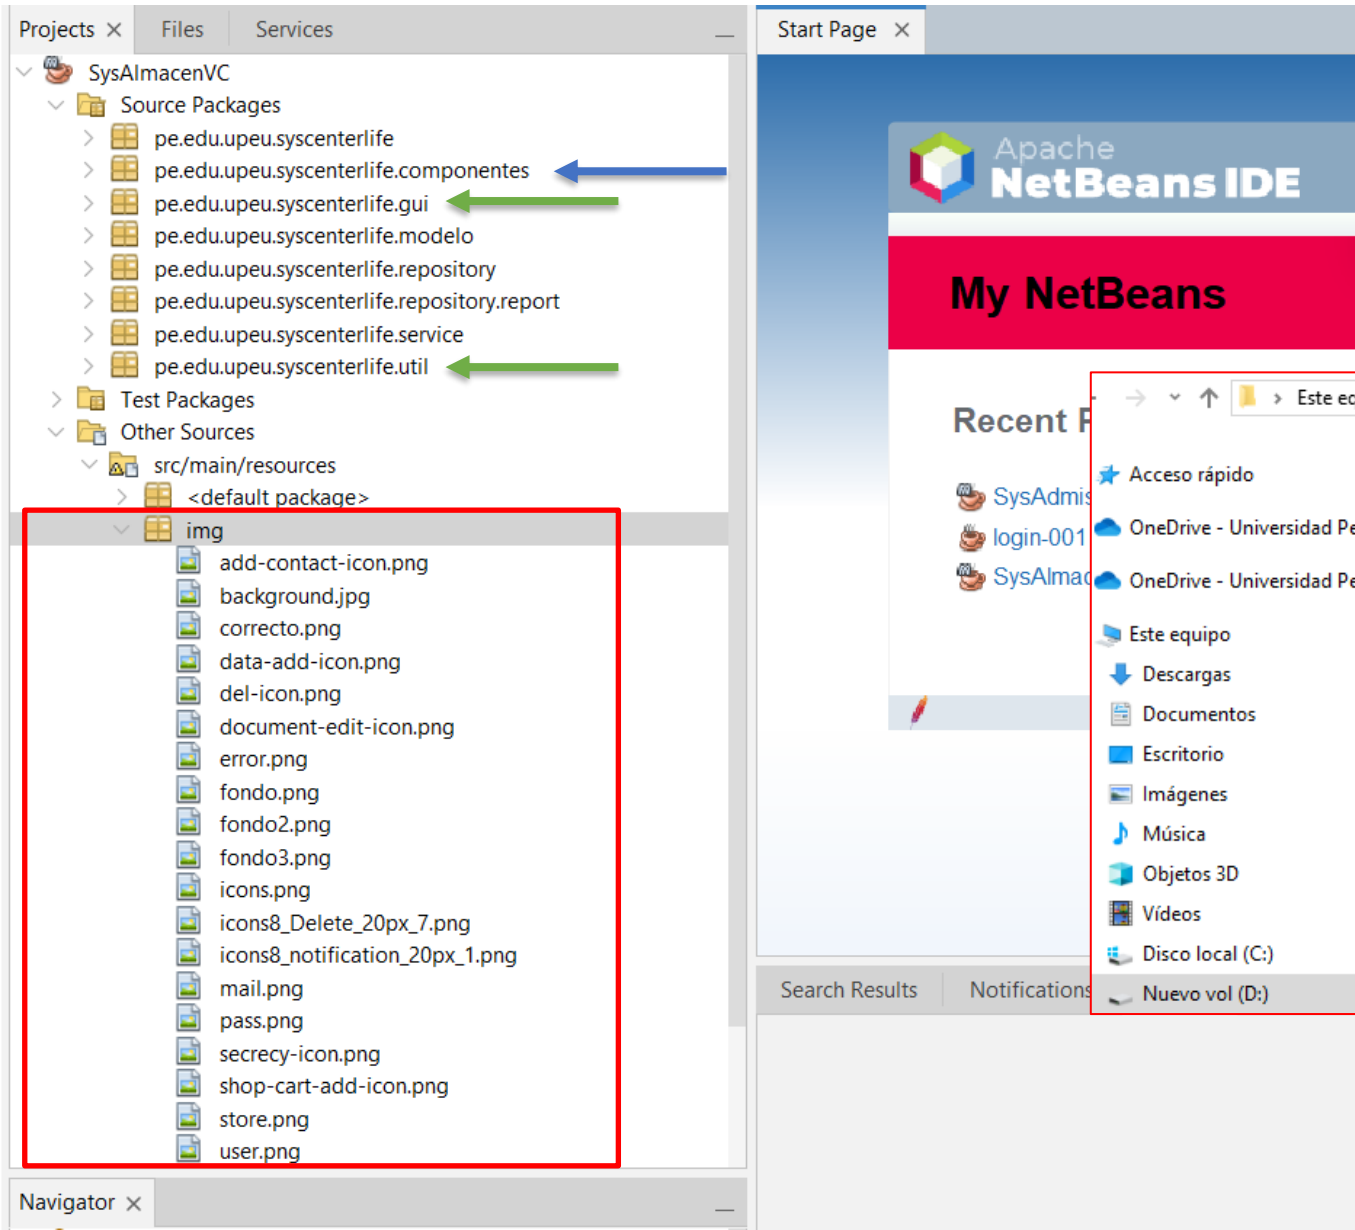 Projects
Files
Services
SysAlmacenVC
Source Packages
pe.edu.upeu.syscenterlife
pe.edu.upeu.syscenterlife.componentes
pe.edu.upeu.syscenterlife.gui
pe.edu.upeu.syscenterlife.modelo
pe.edu.upeu.syscenterlife.repository
pe.edu.upeu.syscenterlife.repository.report
pe.edu.upeu.syscenterlife.service
pe.edu.upeu.syscenterlife.util
Test Packages
Other Sources
src/main/resources
<default package>
img
add-contact-icon.png
background.jpg
correcto.png
data-add-icon.png
del-icon.png
document-edit-icon.png
error.png
fondo.png
fondo2.png
fondo3.png
icons.png
icons8_Delete_20px_7.png
icons8_notification_20px_1.png
mail.png
pass.png
secrecy-icon.png
shop-cart-add-icon.png
store.png
user.png
Navigator
Start Page
Apache
NetBeans IDE
My NetBeans
Recent
SysAdmis
login-001
SysAlmac
Este
Acceso rápido
OneDrive - Universidad Pe
OneDrive - Universidad Pe
Este equipo
Descargas
Documentos
Escritorio
Imágenes
Música
Objetos 3D
Vídeos
Disco local (C:)
Nuevo vol (D:)
Search Results
Notifications